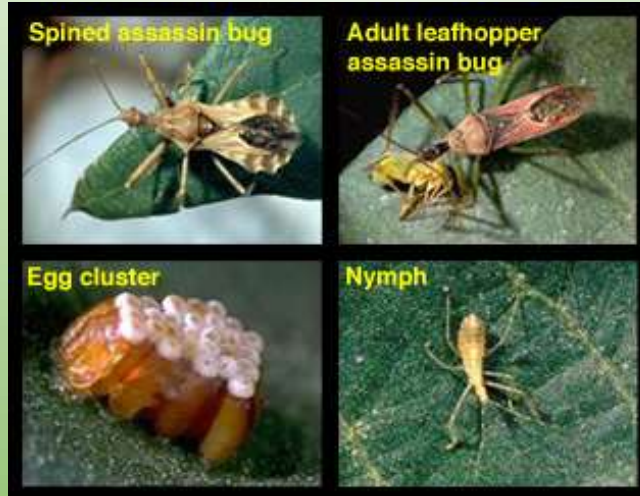 Spined assassin bug
Adult leafhopper
assassin bug
Egg cluster
Nymph